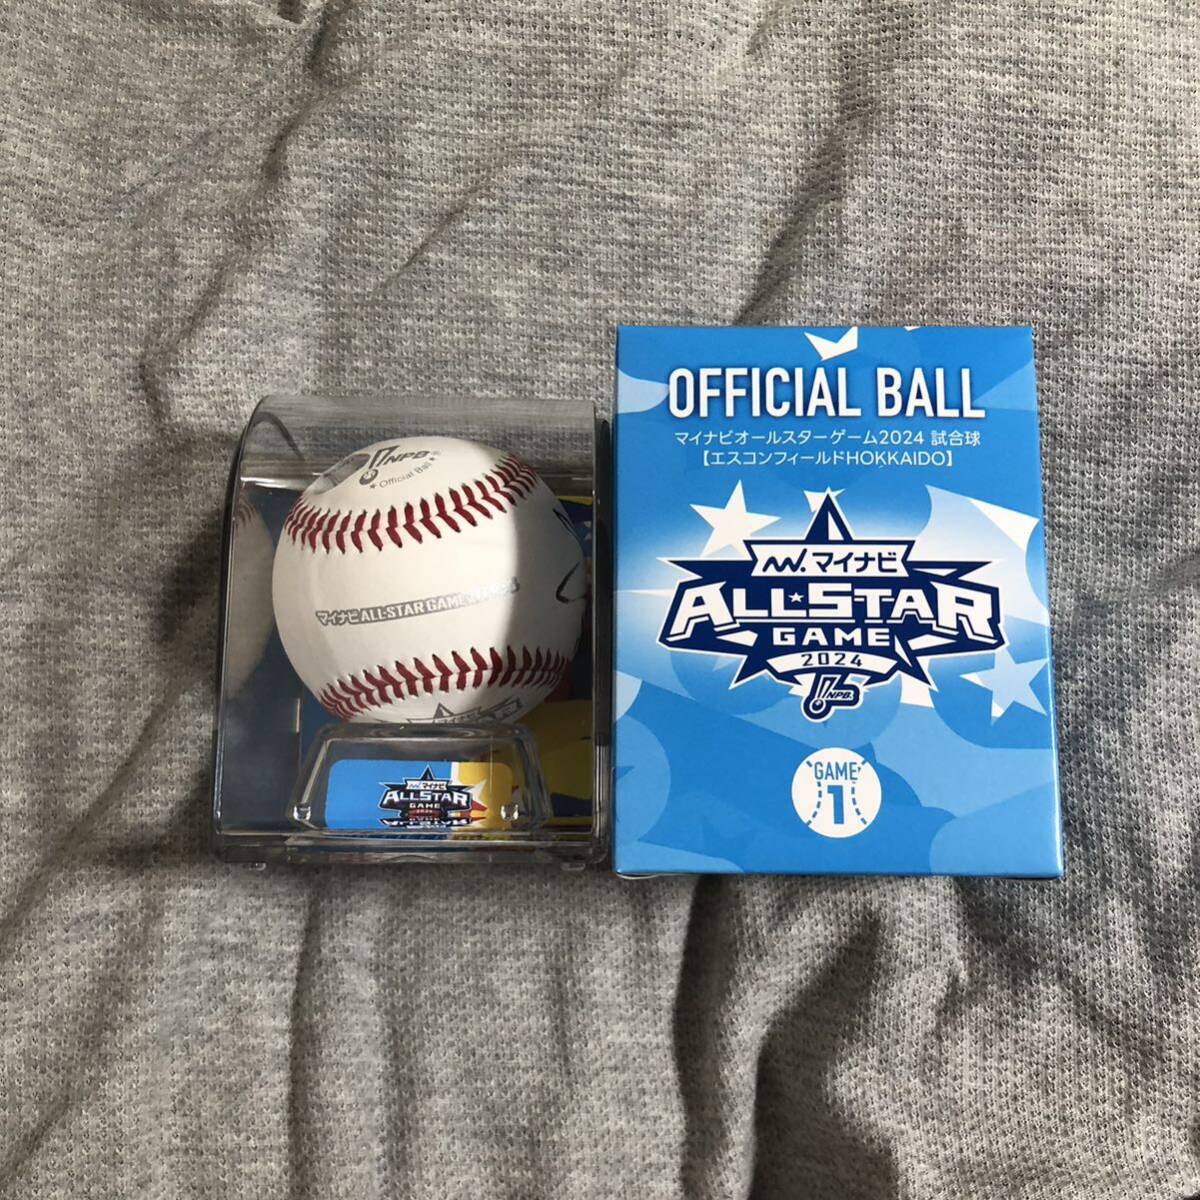 NPB
Official Ball
マイナビ ALL★STAR GAME
マイナビ
ALL★STAR
GAME
OFFICIAL BALL
マイナビオールスターゲーム2024 試合球
【エスコンフィールドHOKKAIDO】
マイナビ
ALL★STAR
GAME
2024
NPB
GAME
1